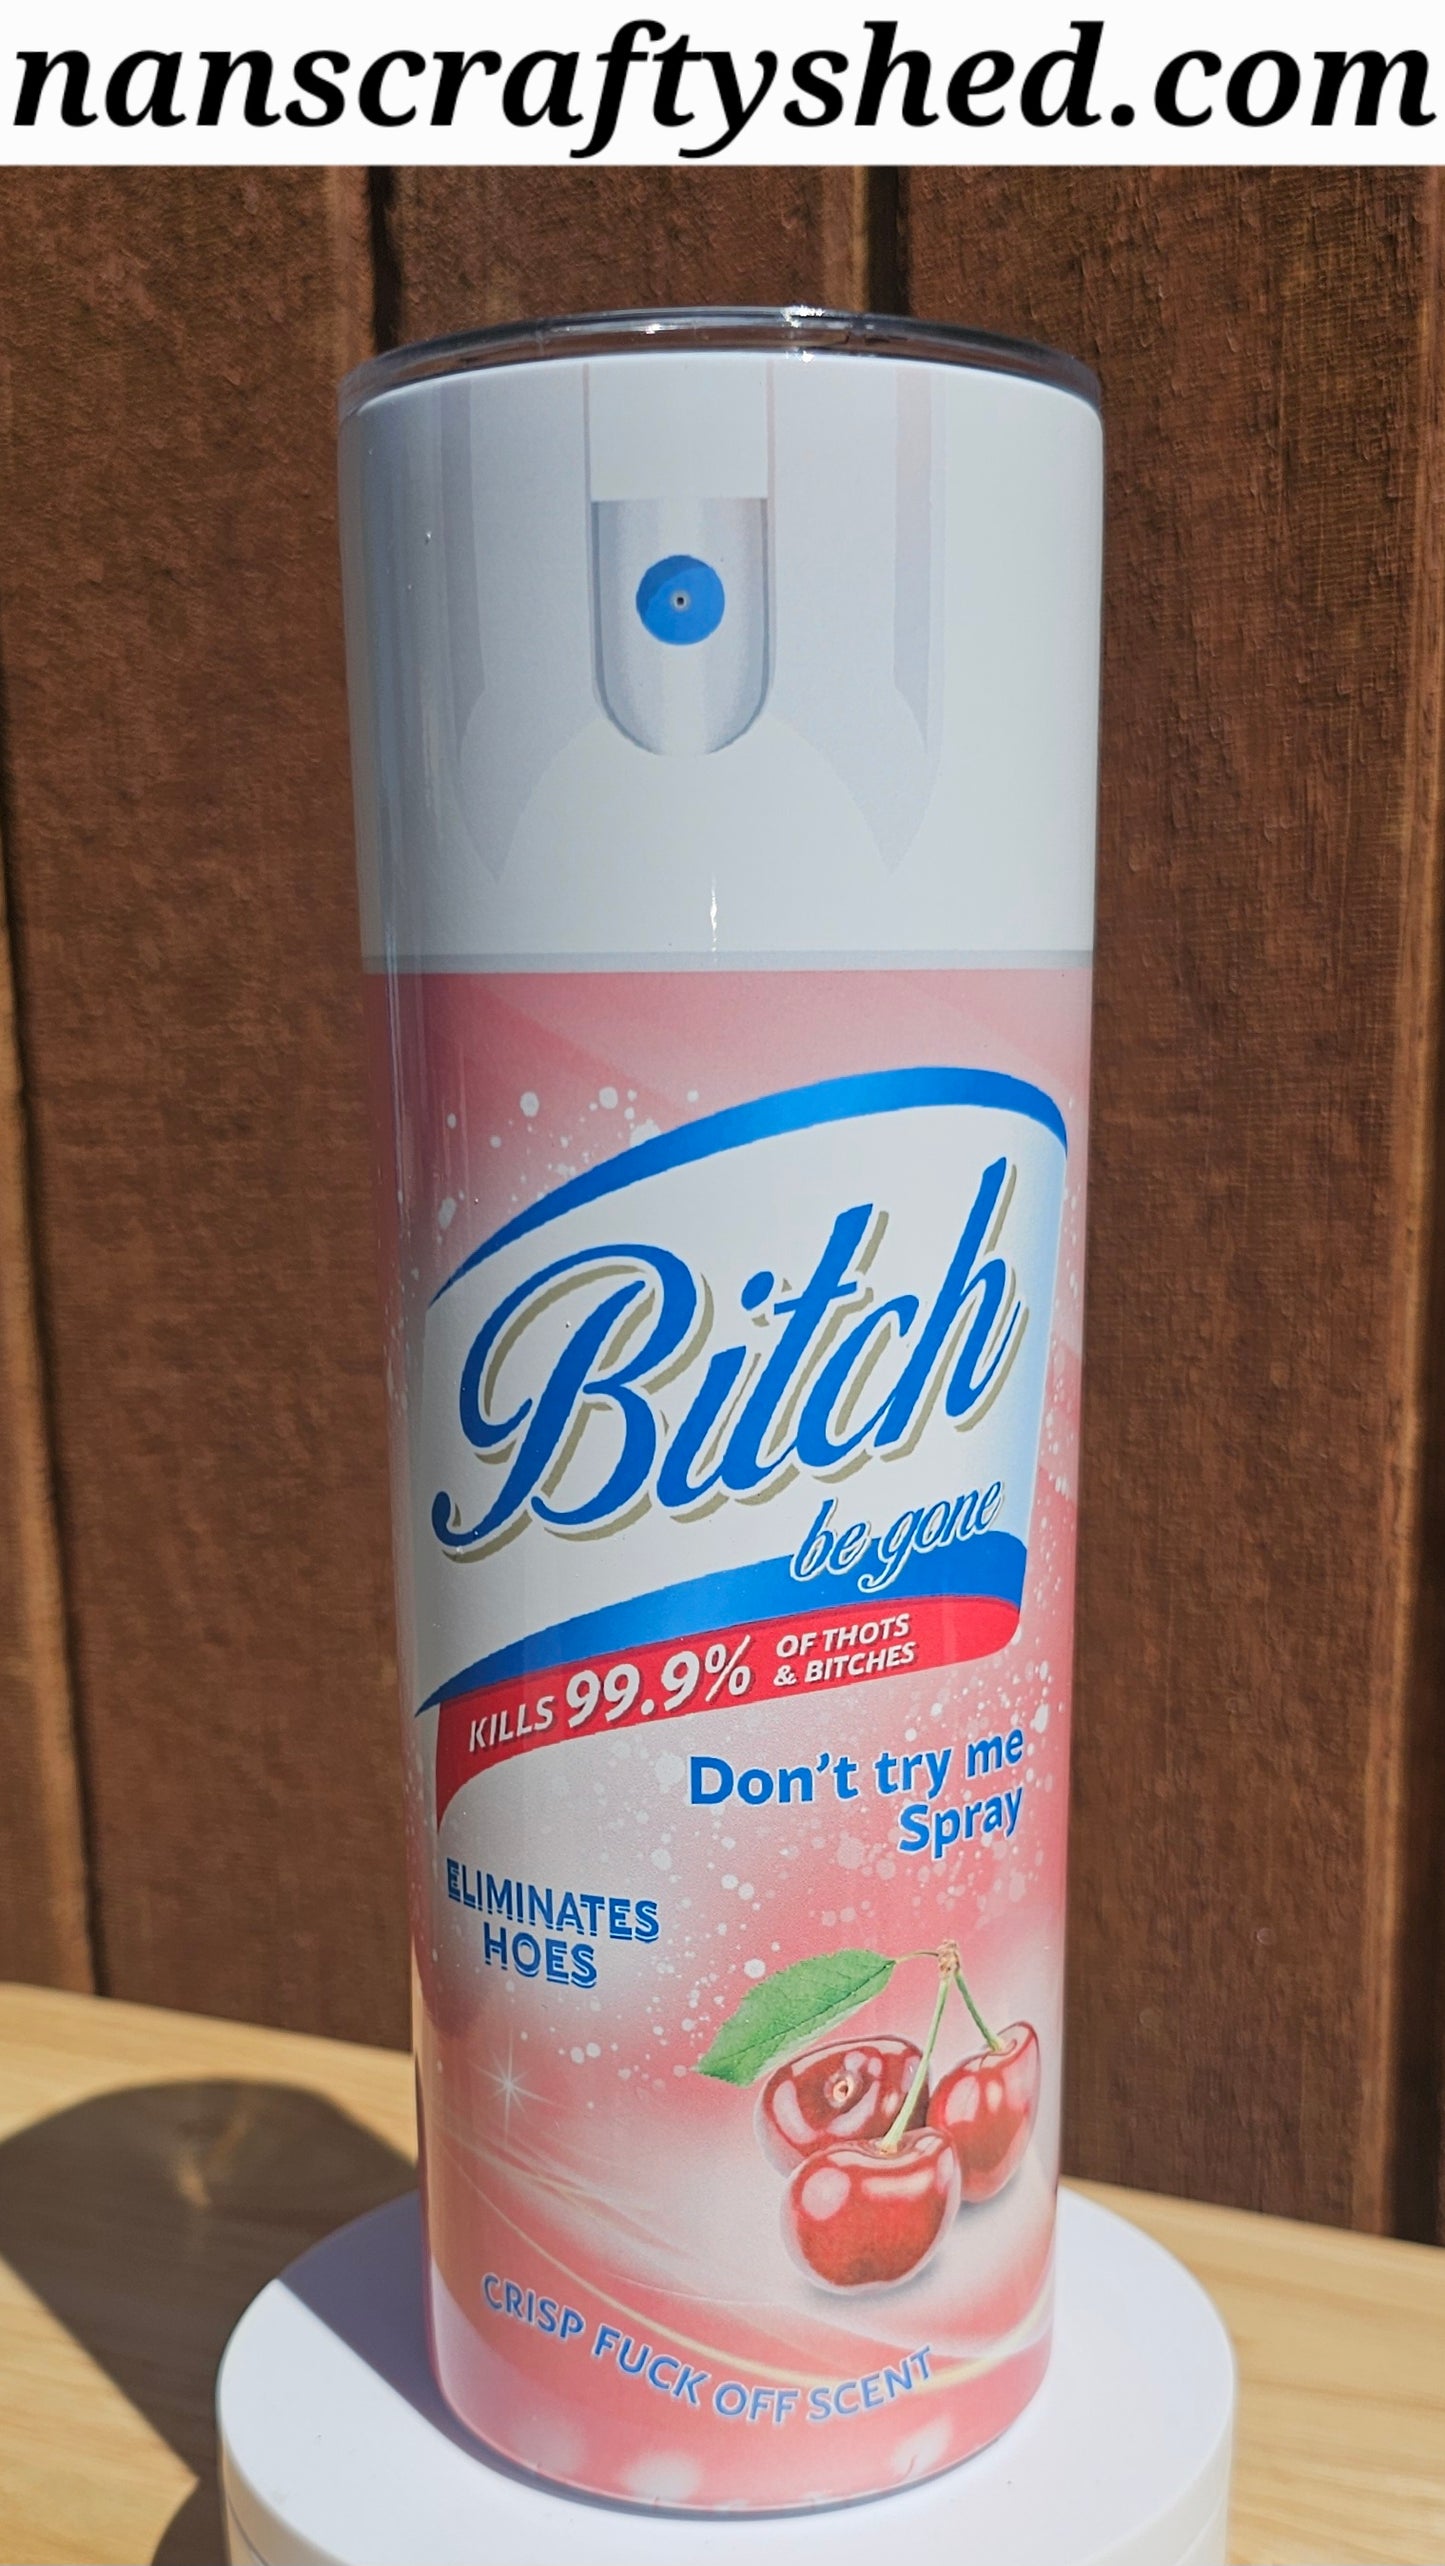 nanscraftyshed.com
Bitch
be gone
KILLS 99.9% OF THOTS
& BITCHES
Don't try me
Spray
ELIMINATES
HOES
CRISP FUCK OFF SCENT